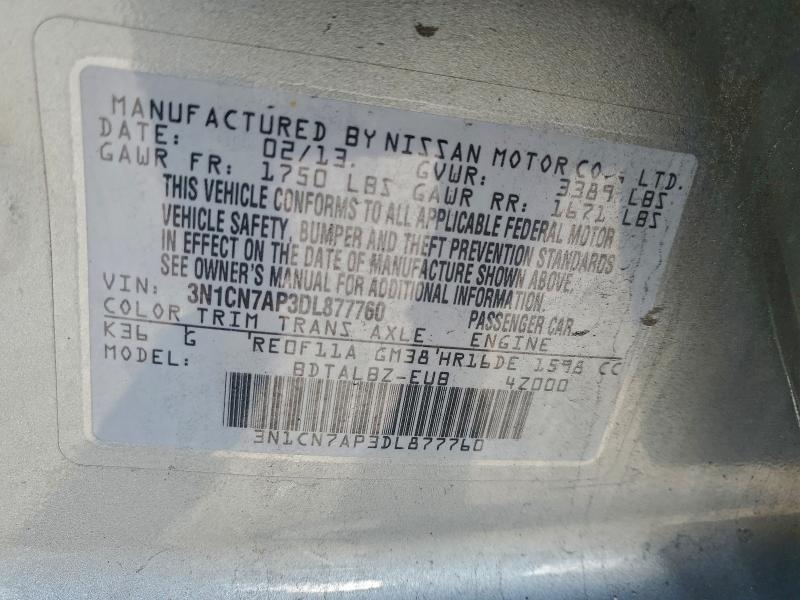 MANUFACTURED BY NISSAN MOTOR CO., LTD.
DATE: 02/13. GVWR: 3389 LBS
GAWR FR: 1750 LBS GAWR RR: 1671 LBS
THIS VEHICLE CONFORMS TO ALL APPLICABLE FEDERAL MOTOR
VEHICLE SAFETY, BUMPER AND THEFT PREVENTION STANDARDS
IN EFFECT ON THE DATE OF MANUFACTURE SHOWN ABOVE.
SEE OWNER'S MANUAL FOR ADDITIONAL INFORMATION.
VIN: 3N1CN7AP3DL877760 PASSENGER CAR
COLOR TRIM TRANS AXLE ENGINE
K36 G RE0F11A GM38 HR16DE 1598 CC
MODEL: BDTALBZ-EUB 4Z000
3N1CN7AP3DL877760